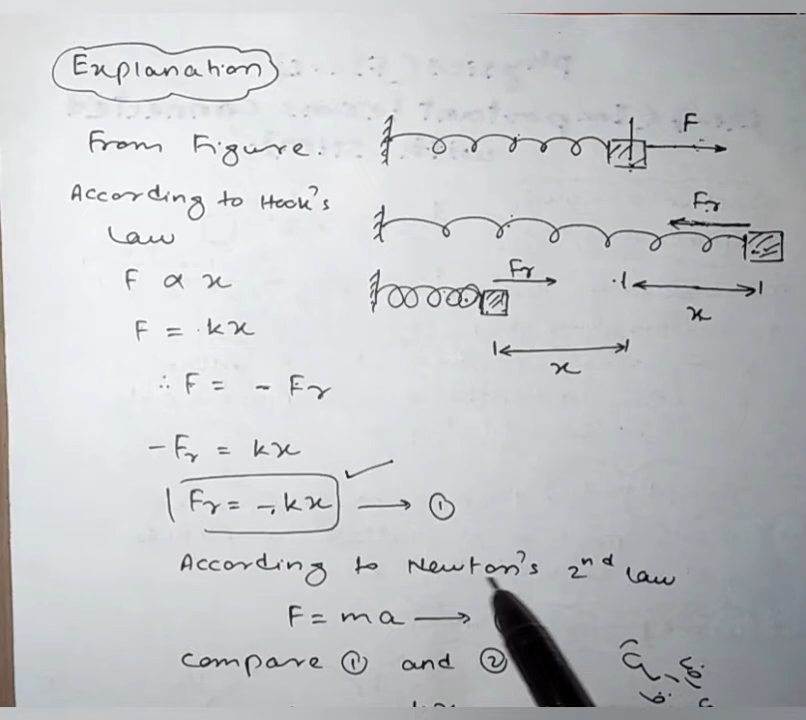 Explanation
From Figure.
F
According to Hook's
Law
Fr
F ∝ x
Fr
x
F = kx
x
∴ F = - Fr
-Fr = kx
Fr = -kx → ①
According to Newton's 2nd law
F = ma →
Compare ① and ②